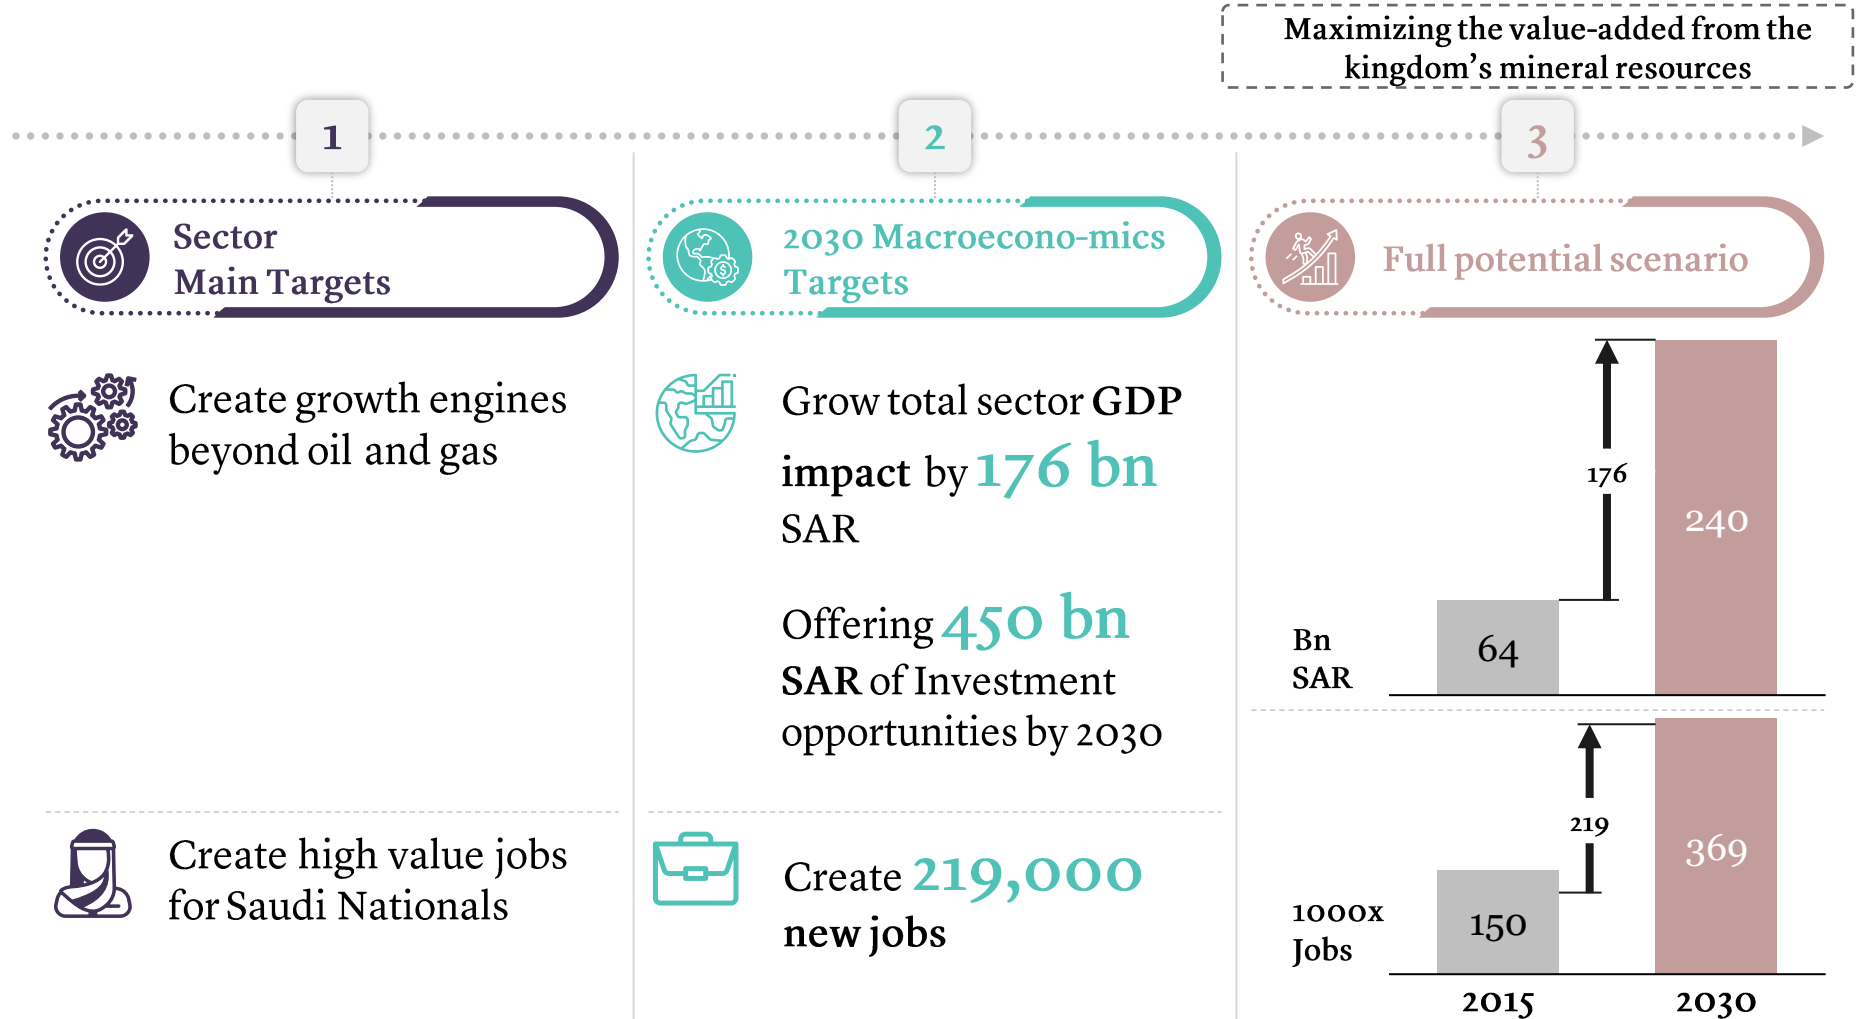 Maximizing the value-added from the
kingdom's mineral resources
1
2
3
Sector
Main Targets
2030 Macroecono-mics
Targets
Full potential scenario
Create growth engines
beyond oil and gas
Grow total sector GDP
impact by 176 bn
SAR
Offering 450 bn
SAR of Investment
opportunities by 2030
176
240
64
Bn
SAR
Create high value jobs
for Saudi Nationals
Create 219,000
new jobs
219
369
150
1000x
Jobs
2015
2030